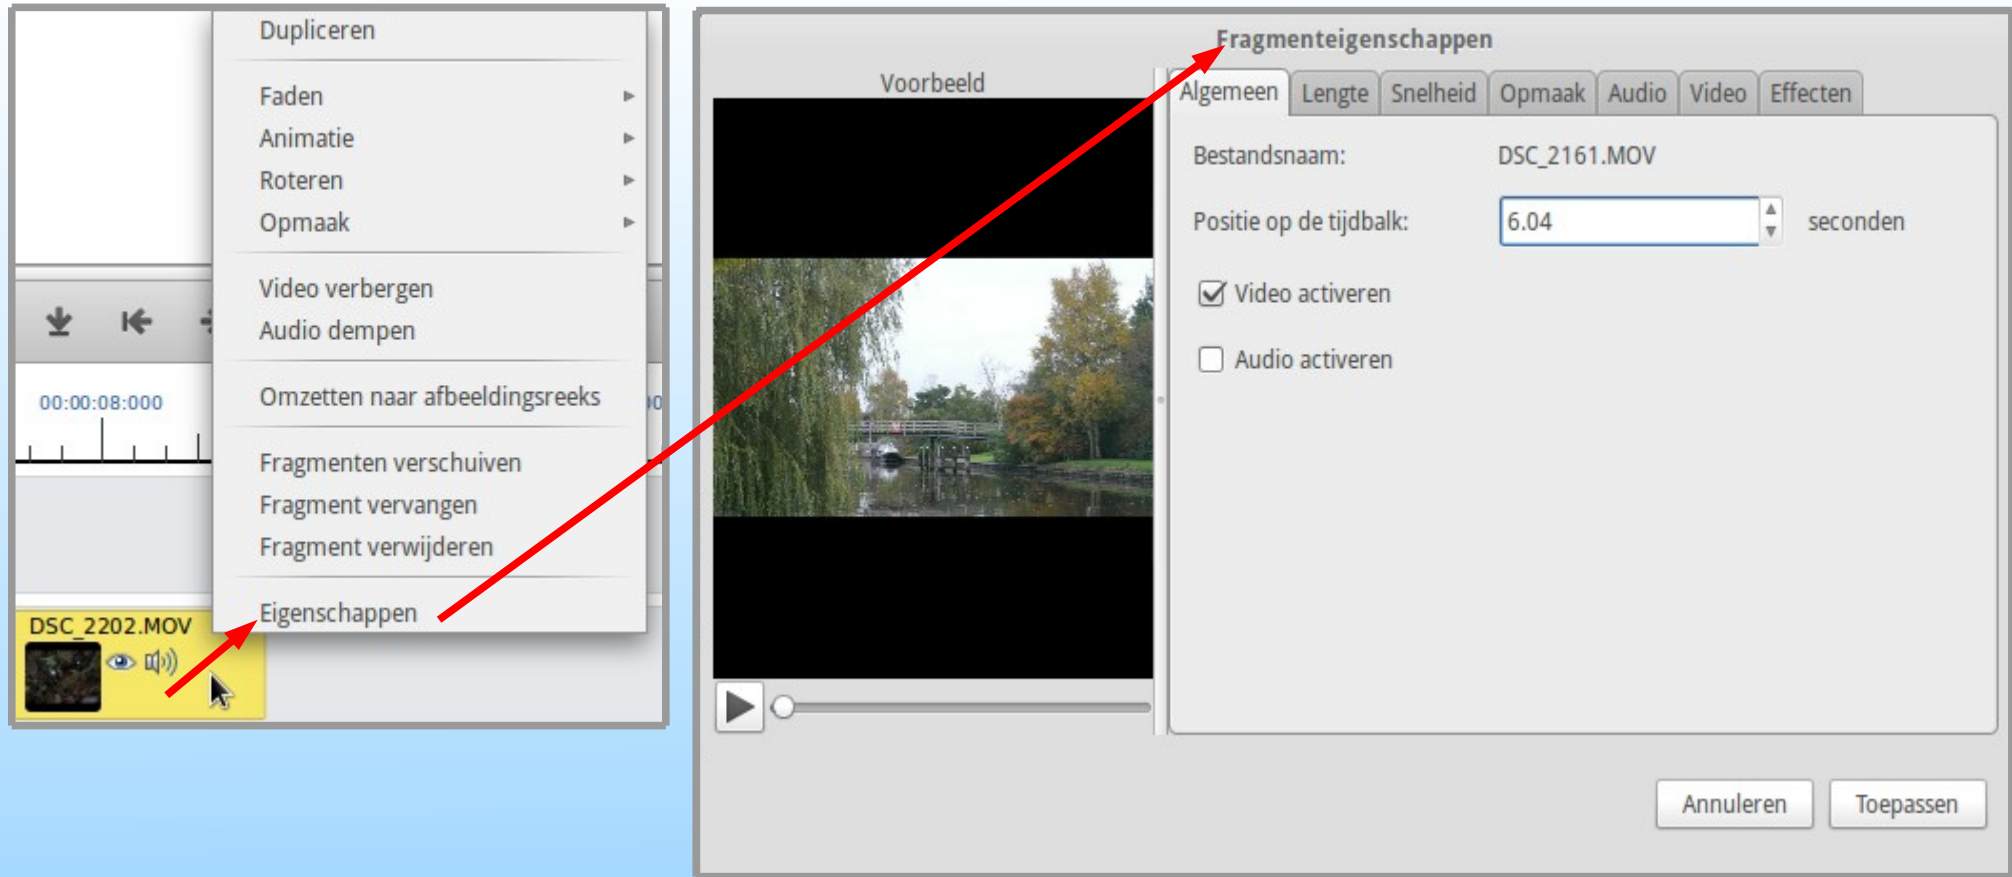 Dupliceren
Faden
Animatie
Roteren
Opmaak
Video verbergen
Audio dempen
Omzetten naar afbeeldingsreeks
Fragmenten verschuiven
Fragment vervangen
Fragment verwijderen
Eigenschappen
00:00:08:000
DSC_2202.MOV
Fragmenteigenschappen
Voorbeeld
Algemeen Lengte Snelheid Opmaak Audio Video Effecten
Bestandsnaam: DSC_2161.MOV
Positie op de tijdbalk: 6.04 seconden
Video activeren
Audio activeren
Annuleren Toepassen